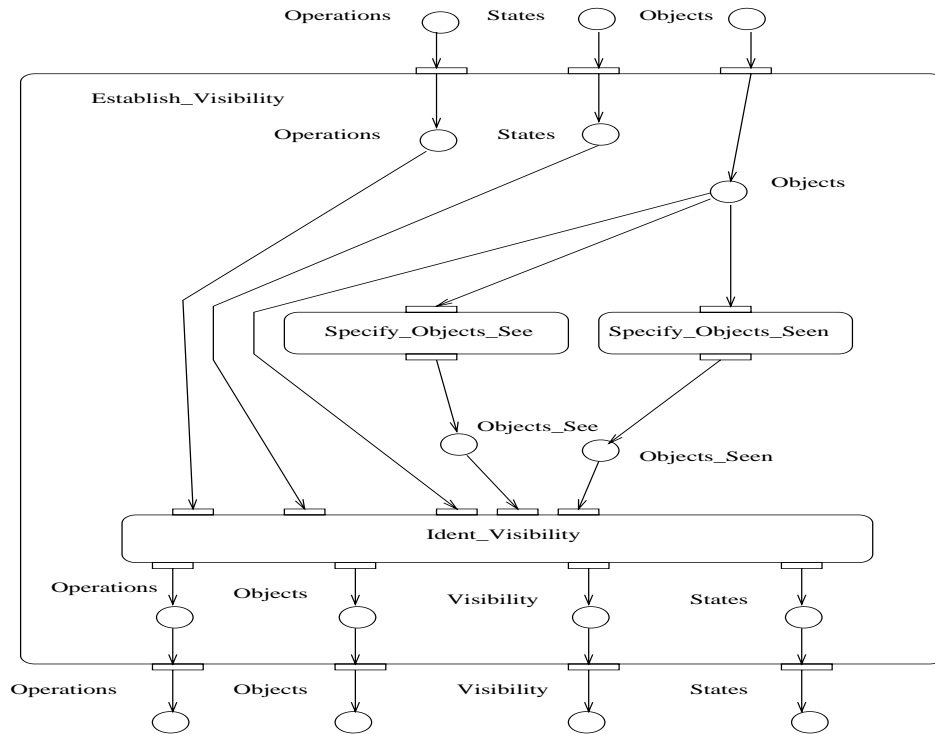 Operations States Objects
Establish_Visibility
Operations States
Objects
Specify_Objects_See Specify_Objects_Seen
Objects_See
Objects_Seen
Ident_Visibility
Operations Objects Visibility States
Operations Objects Visibility States